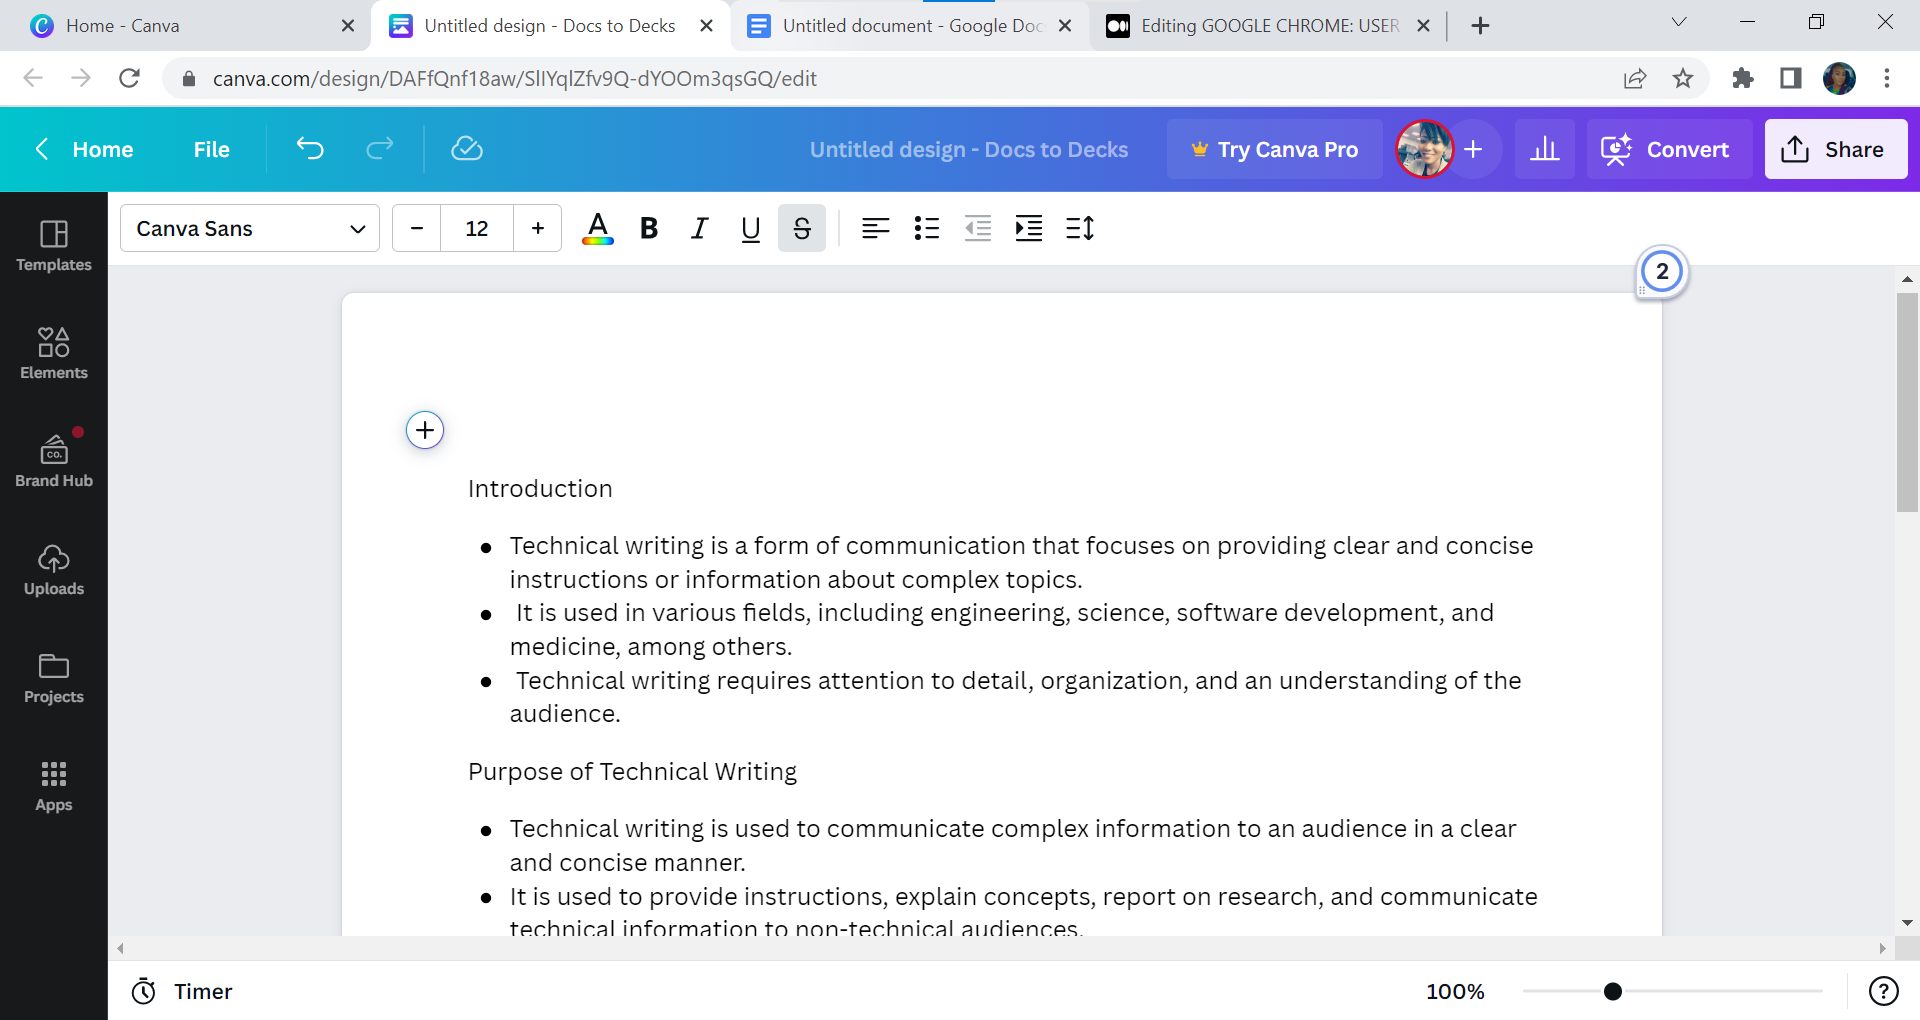 Home - Canva
Untitled design - Docs to Decks
Untitled document - Google Doc
Editing GOOGLE CHROME: USER
canva.com/design/DAFfQnf18aw/SlIYqlZfv9Q-dYOOm3qsGQ/edit
Home
File
Untitled design - Docs to Decks
Try Canva Pro
Convert
Share
Canva Sans
12
A
B
I
U
S
Templates
Elements
CO.
Brand Hub
Uploads
Projects
Apps
2
Introduction
Technical writing is a form of communication that focuses on providing clear and concise
instructions or information about complex topics.
It is used in various fields, including engineering, science, software development, and
medicine, among others.
Technical writing requires attention to detail, organization, and an understanding of the
audience.
Purpose of Technical Writing
Technical writing is used to communicate complex information to an audience in a clear
and concise manner.
It is used to provide instructions, explain concepts, report on research, and communicate
technical information to non-technical audiences.
Timer
100%